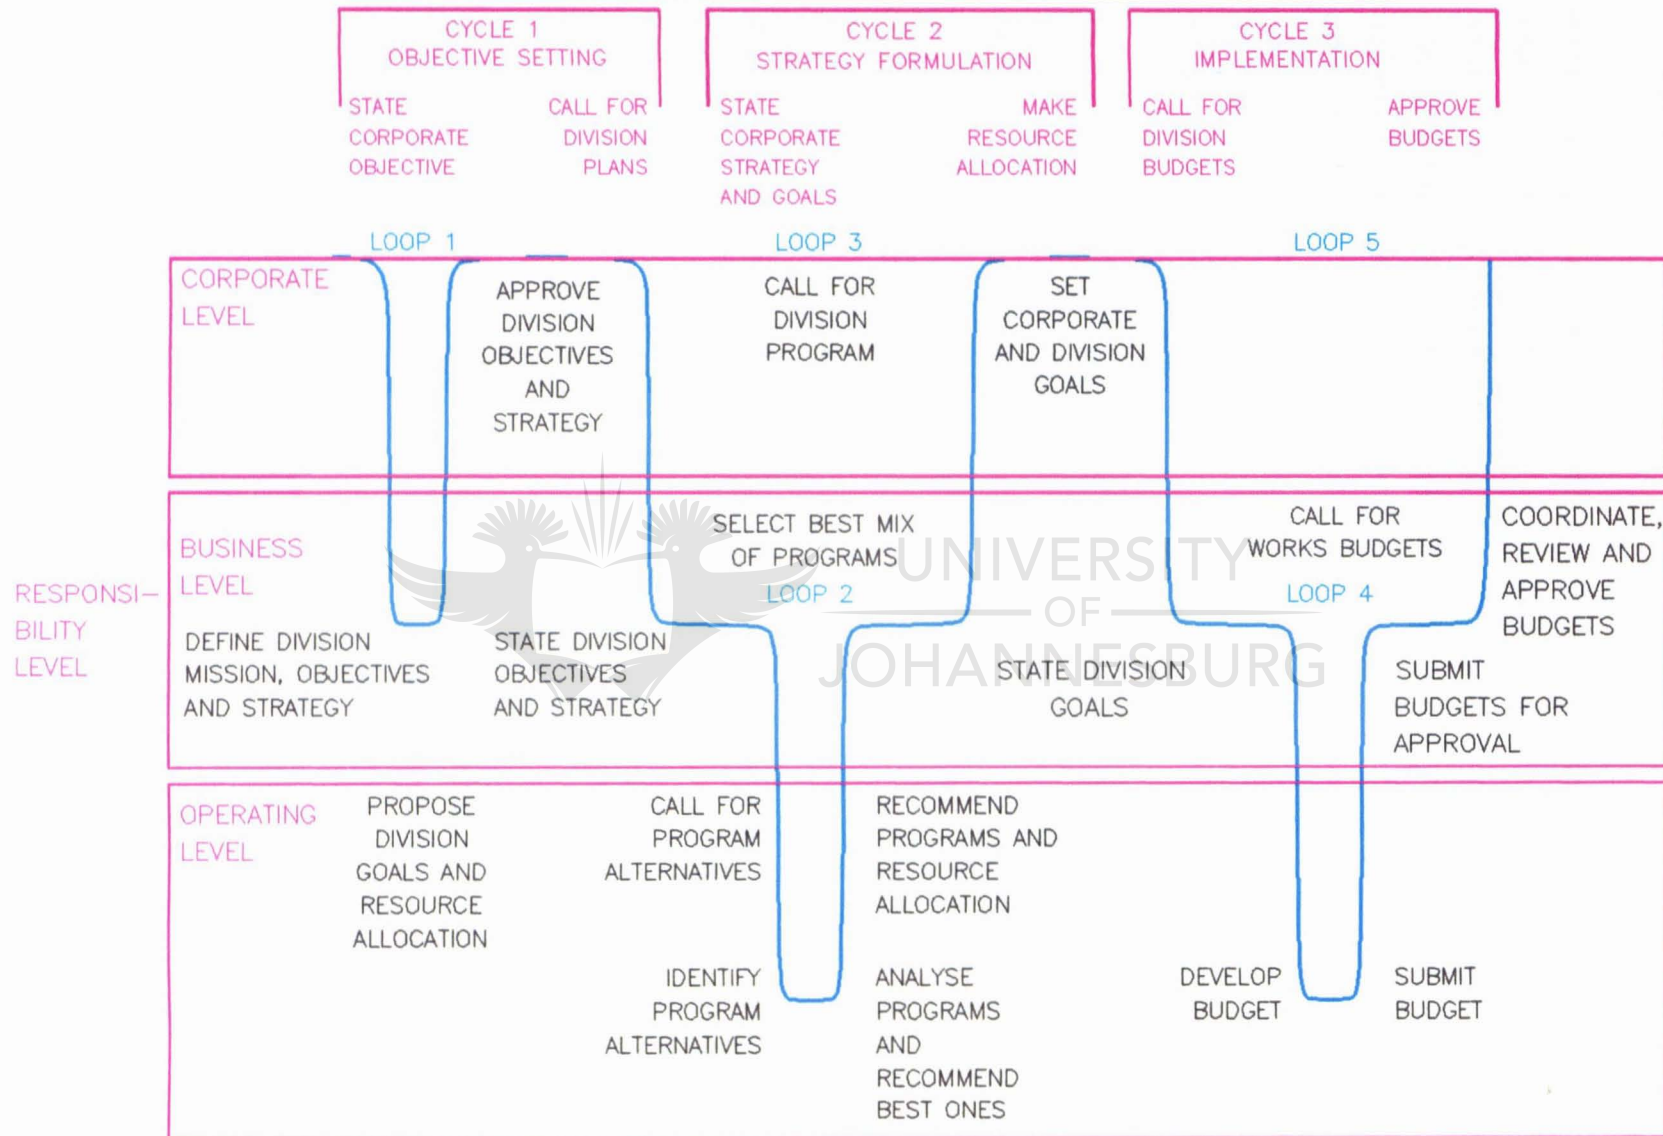 CYCLE 1
OBJECTIVE SETTING
STATE
CORPORATE
OBJECTIVE
CALL FOR
DIVISION
PLANS
CYCLE 2
STRATEGY FORMULATION
STATE
CORPORATE
STRATEGY
AND GOALS
MAKE
RESOURCE
ALLOCATION
CYCLE 3
IMPLEMENTATION
CALL FOR
DIVISION
BUDGETS
APPROVE
BUDGETS
LOOP 1
LOOP 3
LOOP 5
CORPORATE
LEVEL
APPROVE
DIVISION
OBJECTIVES
AND
STRATEGY
CALL FOR
DIVISION
PROGRAM
SET
CORPORATE
AND DIVISION
GOALS
RESPONSI-
BILITY
LEVEL
BUSINESS
LEVEL
DEFINE DIVISION
MISSION, OBJECTIVES
AND STRATEGY
STATE DIVISION
OBJECTIVES
AND STRATEGY
SELECT BEST MIX
OF PROGRAMS
LOOP 2
UNIVERSITY
OF
JOHANNESBURG
STATE DIVISION
GOALS
CALL FOR
WORKS BUDGETS
LOOP 4
COORDINATE,
REVIEW AND
APPROVE
BUDGETS
SUBMIT
BUDGETS FOR
APPROVAL
OPERATING
LEVEL
PROPOSE
DIVISION
GOALS AND
RESOURCE
ALLOCATION
CALL FOR
PROGRAM
ALTERNATIVES
RECOMMEND
PROGRAMS AND
RESOURCE
ALLOCATION
IDENTIFY
PROGRAM
ALTERNATIVES
ANALYSE
PROGRAMS
AND
RECOMMEND
BEST ONES
DEVELOP
BUDGET
SUBMIT
BUDGET